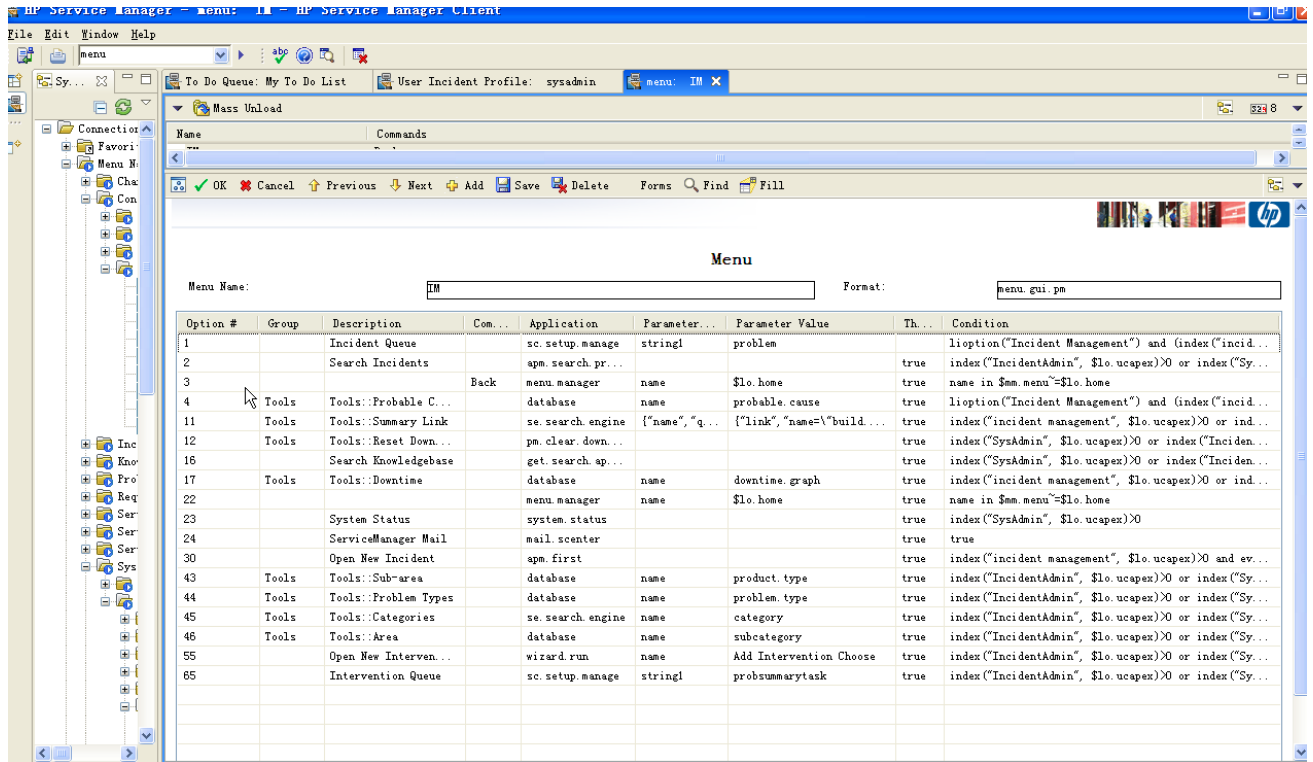 HP Service Manager - menu: IM - HP Service Manager Client
File Edit Window Help
menu
Sy...
To Do Queue: My To Do List
User Incident Profile: sysadmin
menu: IM
Mass Unload
8
Connection
Favori
Menu N
Cha
Con
Inc
Kno
Pro
Req
Ser
Ser
Ser
Sys
Name Commands
OK Cancel Previous Next Add Save Delete Forms Find Fill
hp
Menu
Menu Name: IM Format: menu.gui.pm
Option # Group Description Com... Application Parameter... Parameter Value Th... Condition
1 Incident Queue sc.setup.manage string1 problem lioption("Incident Management") and (index("incid...
2 Search Incidents apm.search.pr... true index("IncidentAdmin", $lo.ucapex)>0 or index("Sy...
3 Back menu.manager name $lo.home true name in $mm.menu~=$lo.home
4 Tools Tools::Probable C... database name probable.cause true lioption("Incident Management") and (index("incid...
11 Tools Tools::Summary Link se.search.engine {"name","q... {"link","name=\"build.... true index("incident management", $lo.ucapex)>0 or ind...
12 Tools Tools::Reset Down... pm.clear.down... true index("SysAdmin", $lo.ucapex)>0 or index("Inciden...
16 Search Knowledgebase get.search.ap... true index("SysAdmin", $lo.ucapex)>0 or index("Inciden...
17 Tools Tools::Downtime database name downtime.graph true index("incident management", $lo.ucapex)>0 or ind...
22 menu.manager name $lo.home true name in $mm.menu~=$lo.home
23 System Status system.status true index("SysAdmin", $lo.ucapex)>0
24 ServiceManager Mail mail.scenter true true
30 Open New Incident apm.first true index("incident management", $lo.ucapex)>0 and ev...
43 Tools Tools::Sub-area database name product.type true index("IncidentAdmin", $lo.ucapex)>0 or index("Sy...
44 Tools Tools::Problem Types database name problem.type true index("IncidentAdmin", $lo.ucapex)>0 or index("Sy...
45 Tools Tools::Categories se.search.engine name category true index("IncidentAdmin", $lo.ucapex)>0 or index("Sy...
46 Tools Tools::Area database name subcategory true index("IncidentAdmin", $lo.ucapex)>0 or index("Sy...
55 Open New Interven... wizard.run name Add Intervention Choose true index("IncidentAdmin", $lo.ucapex)>0 or index("Sy...
65 Intervention Queue sc.setup.manage string1 probsummarytask true index("IncidentAdmin", $lo.ucapex)>0 or index("Sy...